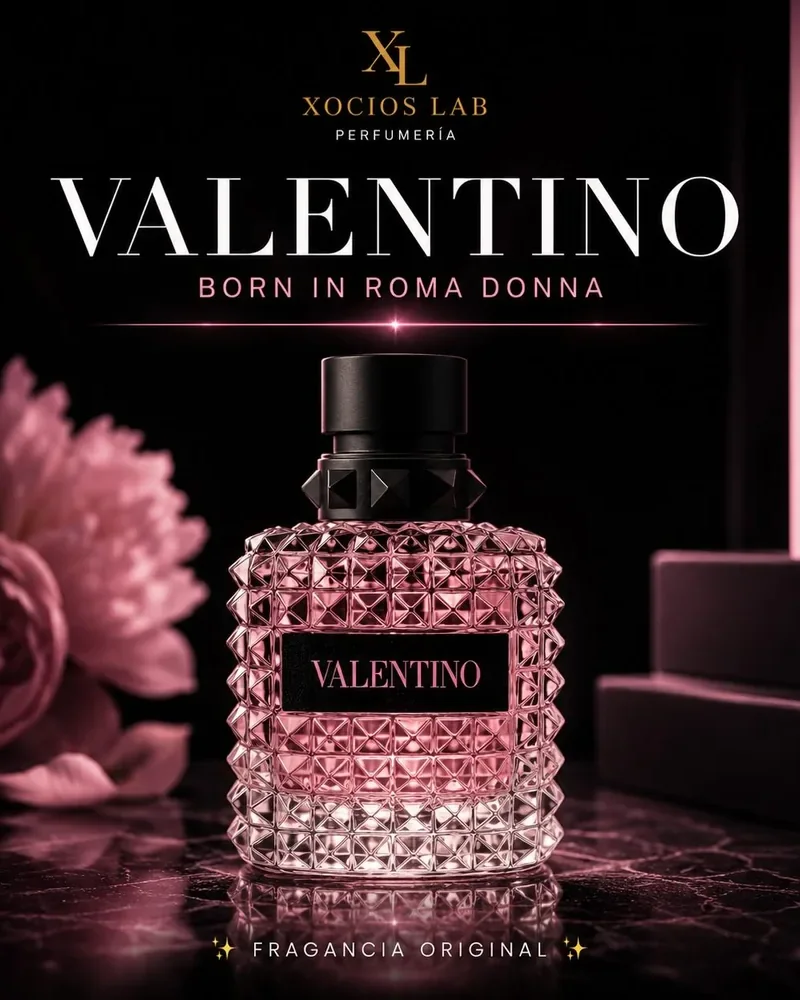 XL
XOCIOS LAB
PERFUMERÍA
VALENTINO
BORN IN ROMA DONNA
VALENTINO
✨ FRAGANCIA ORIGINAL ✨